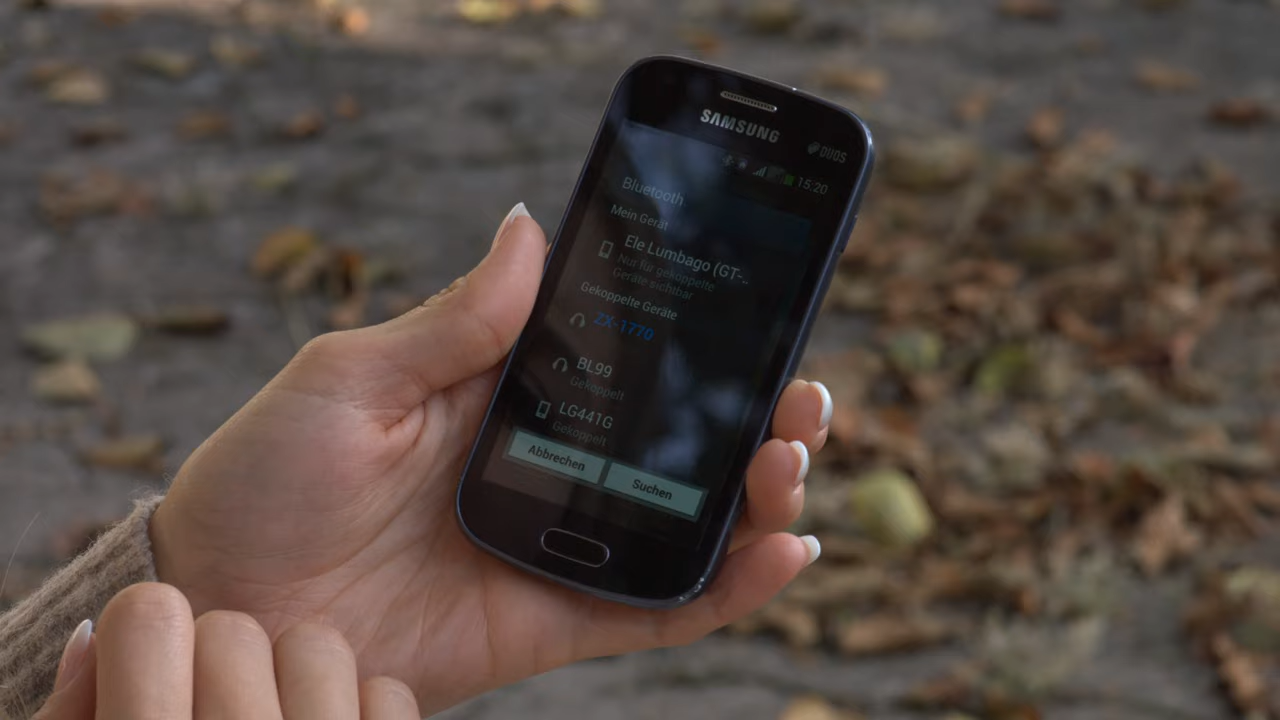 SAMSUNG
DUOS
15:20
Bluetooth
Mein Gerät
Ele Lumbago (GT-..
Nur für gekoppelte
Geräte sichtbar
Gekoppelte Geräte
ZX-1770
BL99
Gekoppelt
LG441G
Gekoppelt
Abbrechen
Suchen